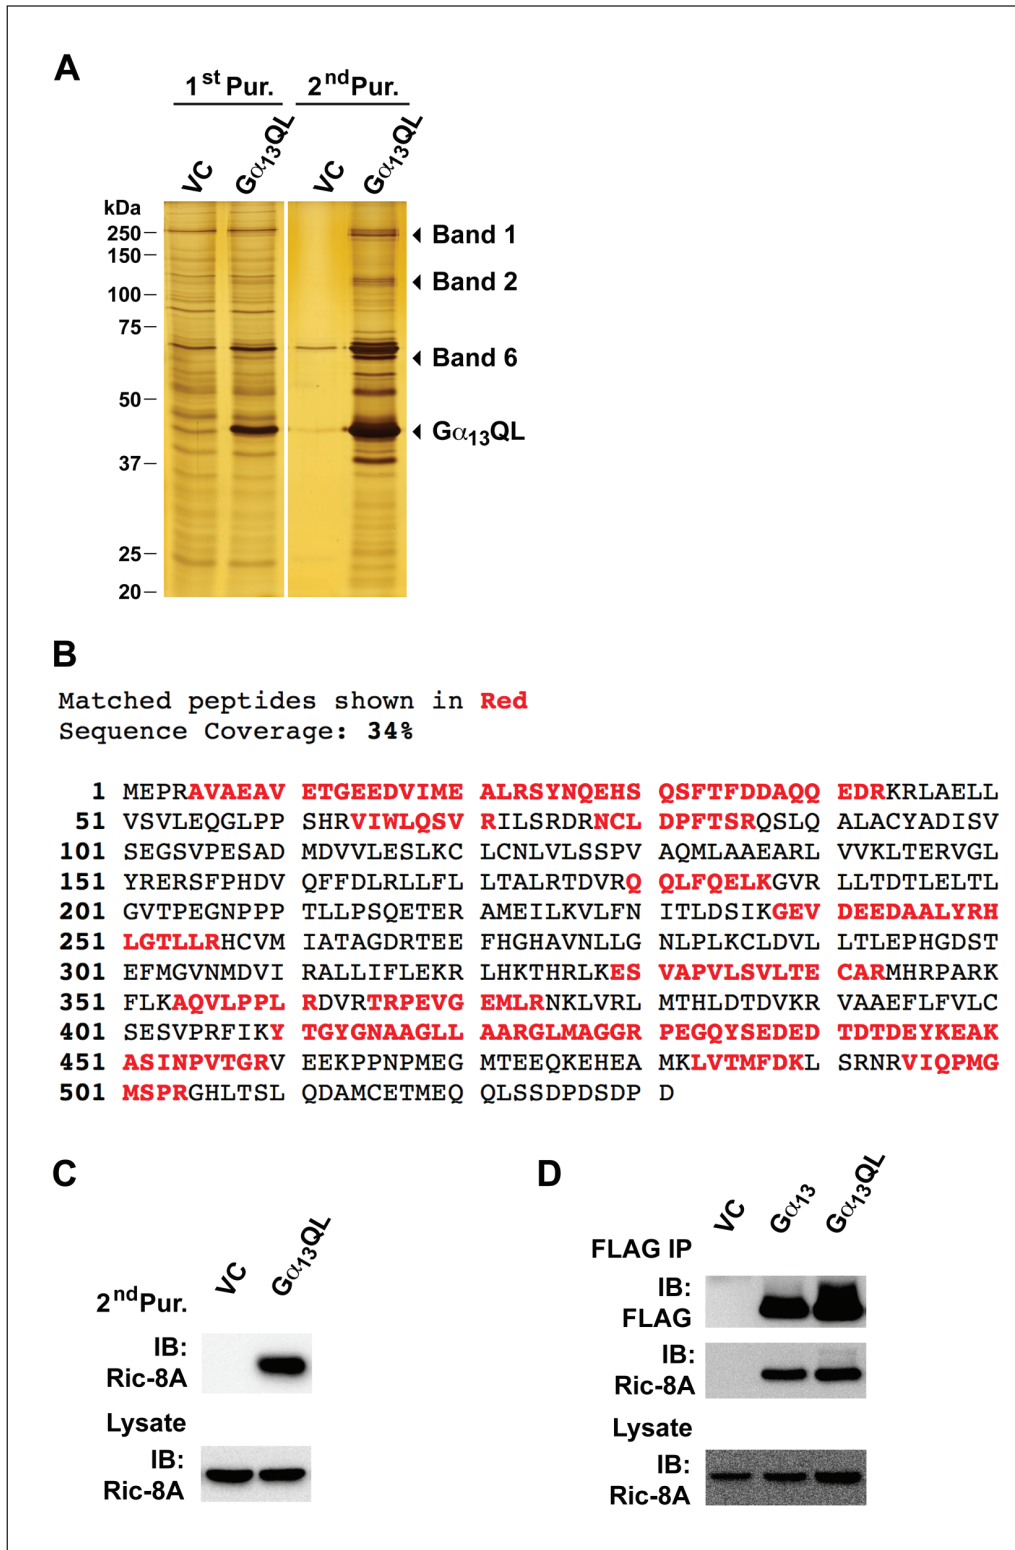 A
1st Pur. 2nd Pur.
VC Gα13QL VC Gα13QL
kDa
250
150
100
75
50
37
25
20
Band 1
Band 2
Band 6
Gα13QL
B
Matched peptides shown in Red
Sequence Coverage: 34%
1 MEPRAVAEAV ETGEEDVIME ALRSYNQEHS QSFTFDDAQQ EDRKRLAELL
51 VSVLEQGLPP SHRVIWLQSV RILSRDRNCL DPFTSRQSLQ ALACYADISV
101 SEGSVPESAD MDVVLESLKC LCNLVLSSPV AQMLAAEARL VVKLTERVGL
151 YRERSFPHDV QFFDLRLLFL LTALRTDVRQ QLFQELKGVR LLTDTLELTL
201 GVTPEGNPPP TLLPSQETER AMEILKVLFN ITLDSIKGEV DEEDAALYRH
251 LGTLLRHCVM IATAGDRTEE FHGHAVNLLG NLPLKCLDVL LTLEPHGDST
301 EFMGVNMDVI RALLIFLEKR LHKTHRLKES VAPVLSVLTE CARMHRPARK
351 FLKAQVLPPL RDVRTRPEVG EMLRNKLVRL MTHLDTDVKR VAAEFLFVLC
401 SESVPRFIKY TGYGNAAGLL AARGLMAGGR PEGQYSEDED TDTDEYKEAK
451 ASINPVTGRV EEKPPNPMEG MTEEQKEHEA MKLVTMFDKL SRNRVIQPMG
501 MSPRGHLTSL QDAMCETMEQ QLSSDPDSDP D
C
VC Gα13QL
2nd Pur.
IB:
Ric-8A
Lysate
IB:
Ric-8A
D
VC Gα13 Gα13QL
FLAG IP
IB:
FLAG
IB:
Ric-8A
Lysate
IB:
Ric-8A